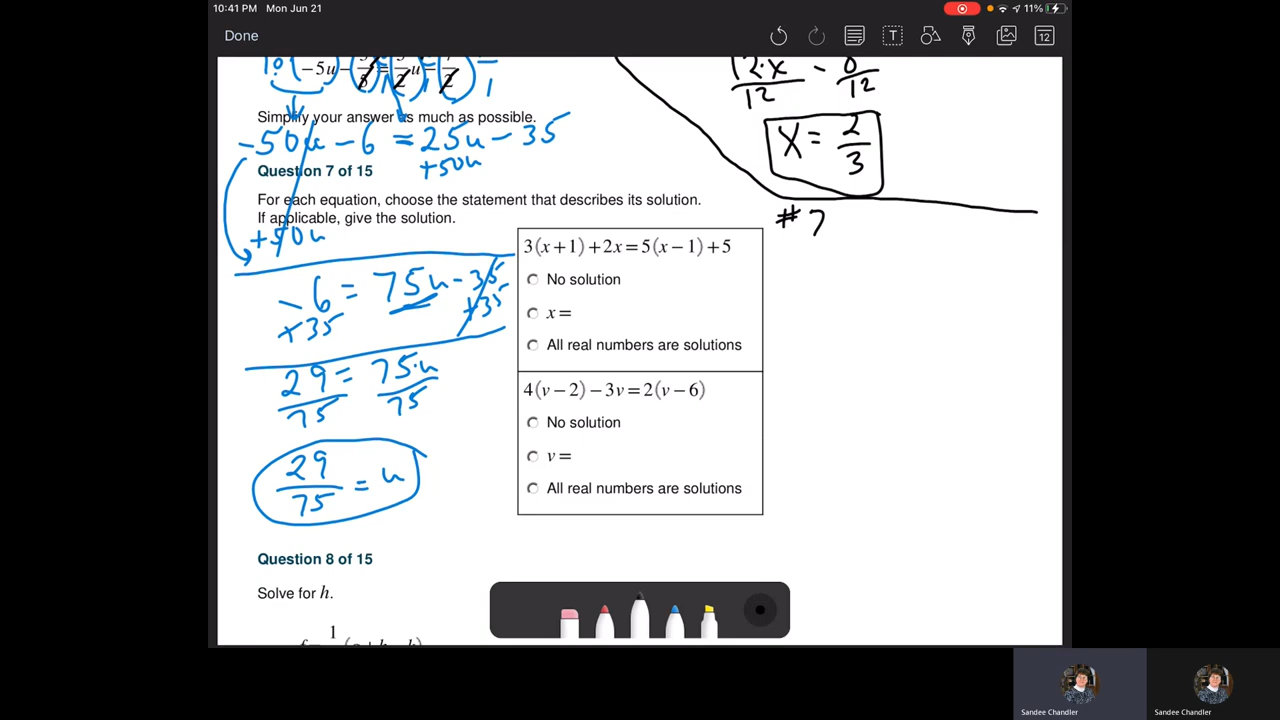 10:41 PM Mon Jun 21
11%
Done
T
12
-5u
Simplify your answer as much as possible.
-50u - 6 = 25u - 35
+50u
Question 7 of 15
For each equation, choose the statement that describes its solution.
If applicable, give the solution.
+50u
-6 = 75u - 35
+35 +35
29 = 75·u
75 75
29
75 = u
12·x - 8
12 12
x = 2
3
#7
3(x+1)+2x=5(x−1)+5
No solution
x=
All real numbers are solutions
4(v−2)−3v=2(v−6)
No solution
v=
All real numbers are solutions
Question 8 of 15
Solve for h.
Sandee Chandler
Sandee Chandler